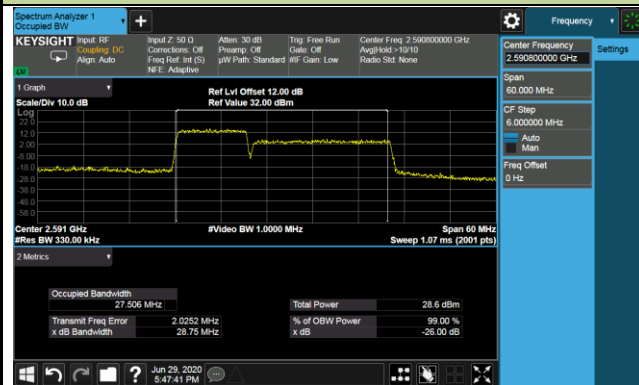 Spectrum Analyzer 1
Occupied BW
Frequency
KEYSIGHT
Input: RF
Coupling: DC
Align: Auto
Input Z: 50 Ω
Corrections: Off
Freq Ref: Int (S)
NFE: Adaptive
Atten: 30 dB
Preamp: Off
µW Path: Standard
Trig: Free Run
Gate: Off
#IF Gain: Low
Center Freq: 2.590800000 GHz
Avg|Hold:>10/10
Radio Std: None
Center Frequency
2.590800000 GHz
Settings
Span
60.000 MHz
CF Step
6.000000 MHz
Auto
Man
Freq Offset
0 Hz
1 Graph
Scale/Div 10.0 dB
Ref Lvl Offset 12.00 dB
Ref Value 32.00 dBm
Log
22.0
12.0
2.00
-8.00
-18.0
-28.0
-38.0
-48.0
-58.0
Center 2.591 GHz
#Res BW 330.00 kHz
#Video BW 1.0000 MHz
Span 60 MHz
Sweep 1.07 ms (2001 pts)
2 Metrics
Occupied Bandwidth
27.506 MHz
Total Power 28.6 dBm
Transmit Freq Error 2.0252 MHz
% of OBW Power 99.00 %
x dB Bandwidth 28.75 MHz
x dB -26.00 dB
Jun 29, 2020
5:47:41 PM